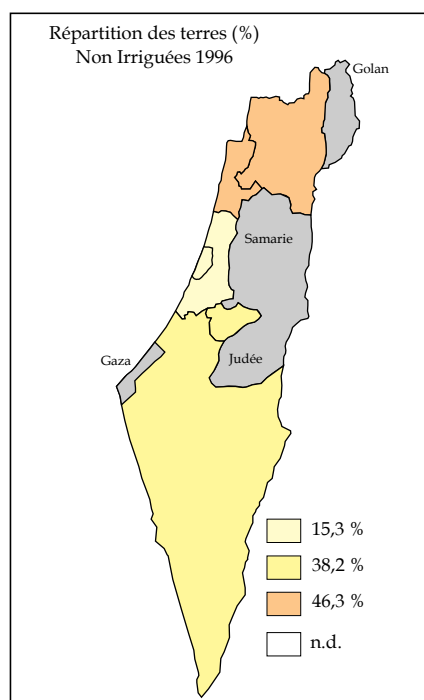 Répartition des terres (%)
Non Irriguées 1996
Golan
Samarie
Gaza
Judée
15,3 %
38,2 %
46,3 %
n.d.